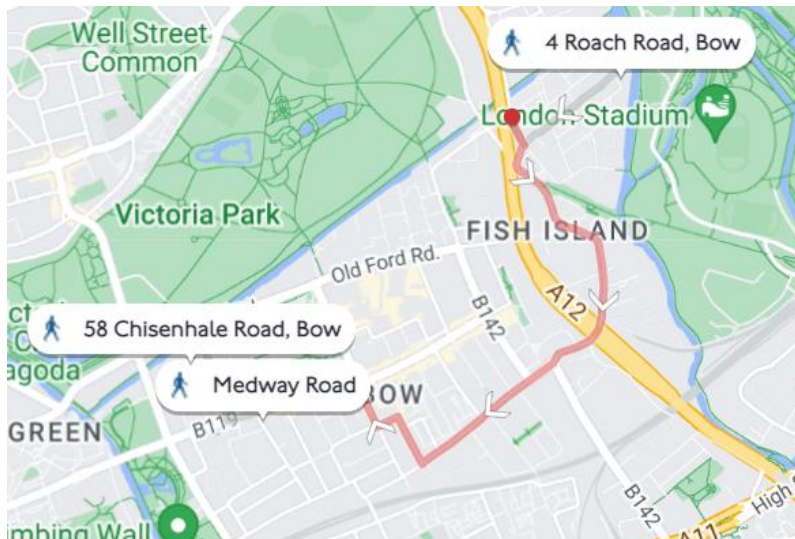 Well Street
Common
4 Roach Road, Bow
London Stadium
Victoria Park
FISH ISLAND
Old Ford Rd.
A12
B142
58 Chisenhale Road, Bow
agoda
Medway Road
BOW
GREEN
B119
B142
imbing Wall
A11
High S